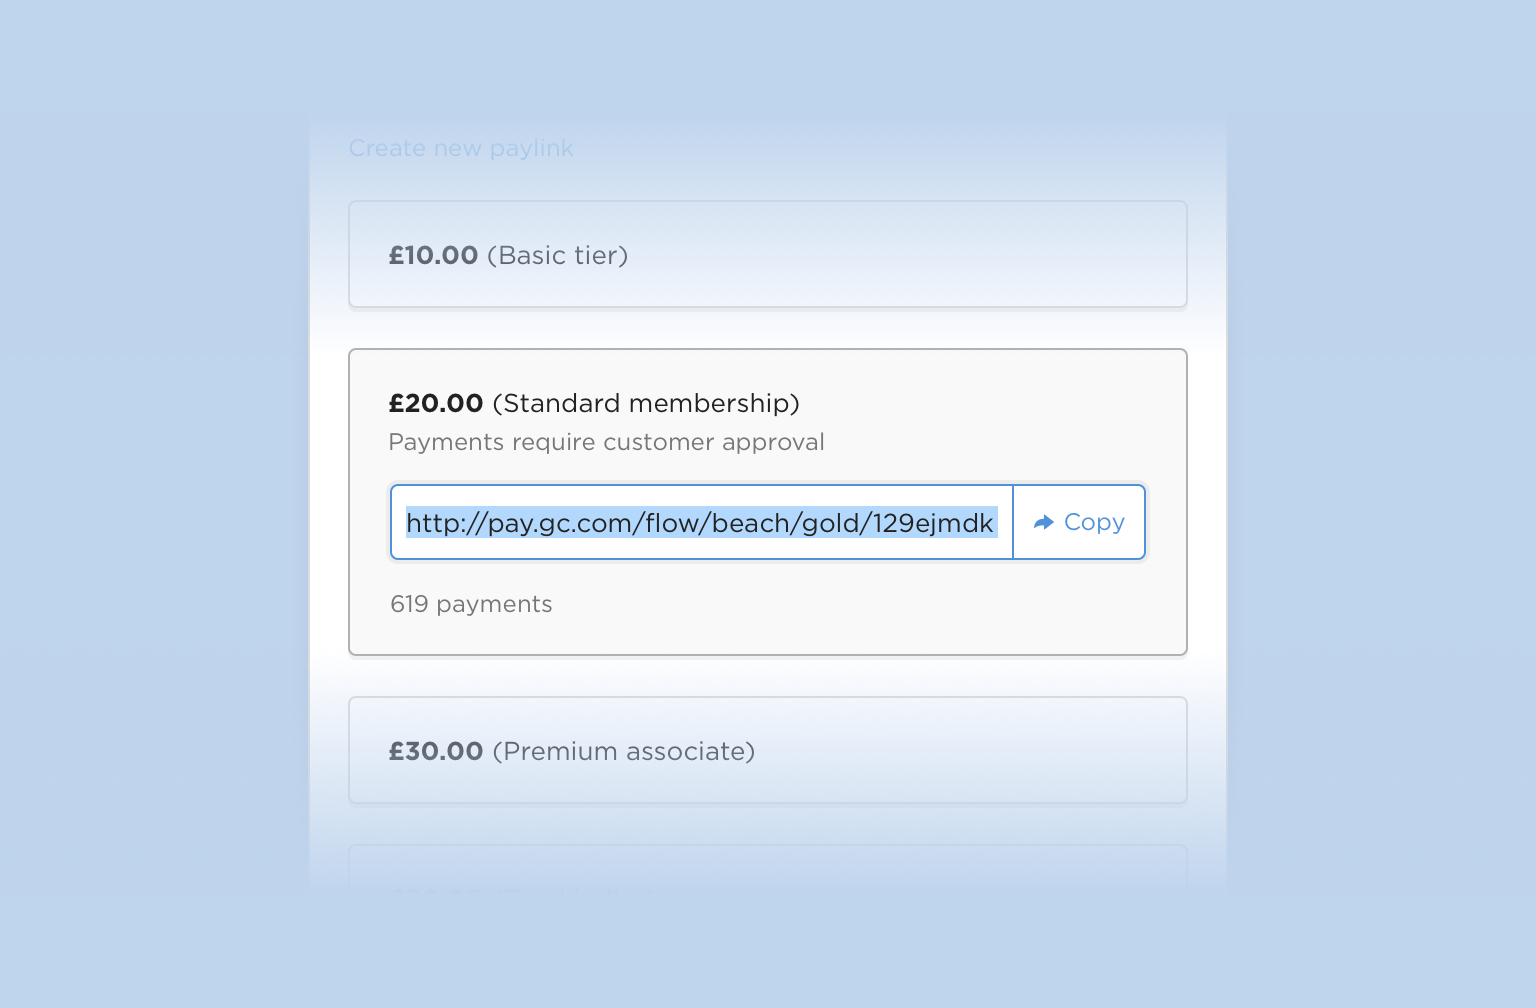 Create new paylink
£10.00 (Basic tier)
£20.00 (Standard membership)
Payments require customer approval
http://pay.gc.com/flow/beach/gold/129ejmdk
Copy
619 payments
£30.00 (Premium associate)